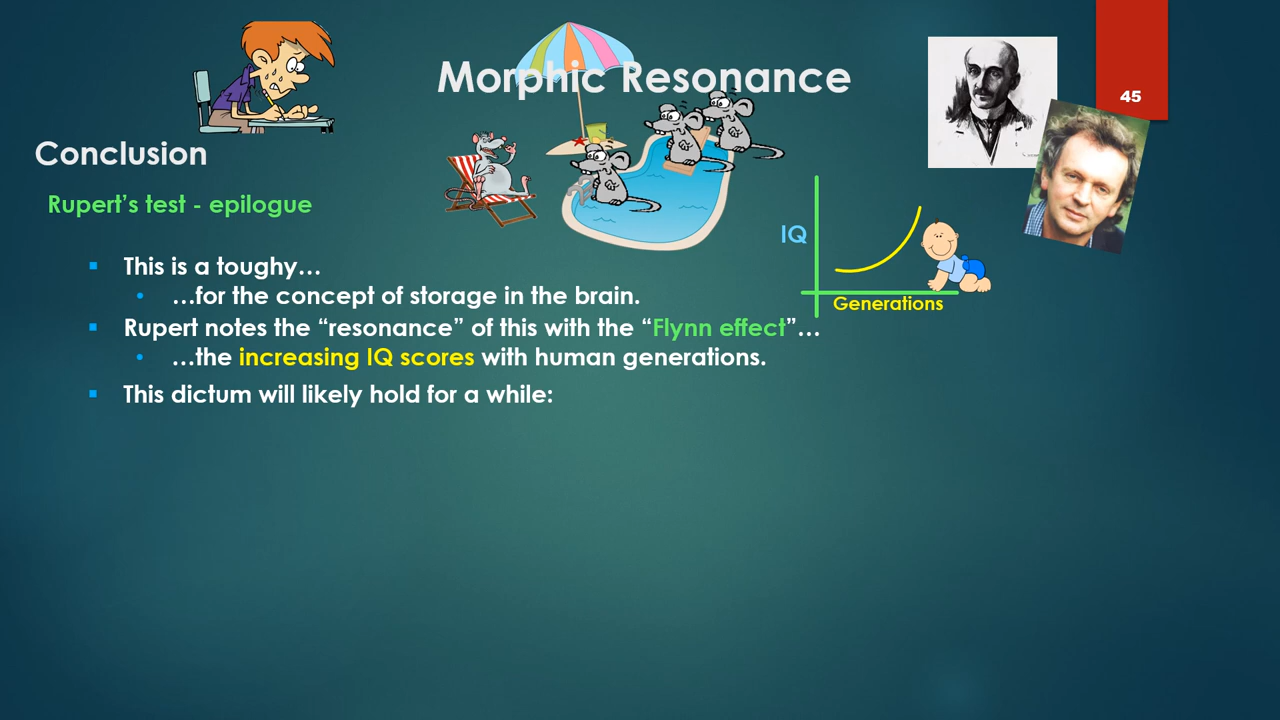 Morphic Resonance
45
Conclusion
Rupert's test - epilogue
IQ
Generations
▪ This is a toughy…
• …for the concept of storage in the brain.
▪ Rupert notes the “resonance” of this with the “Flynn effect”…
• …the increasing IQ scores with human generations.
▪ This dictum will likely hold for a while: